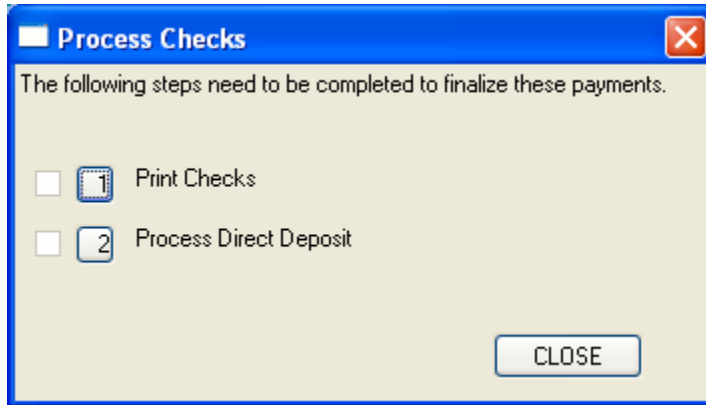 Process Checks
The following steps need to be completed to finalize these payments.
1 Print Checks
2 Process Direct Deposit
CLOSE